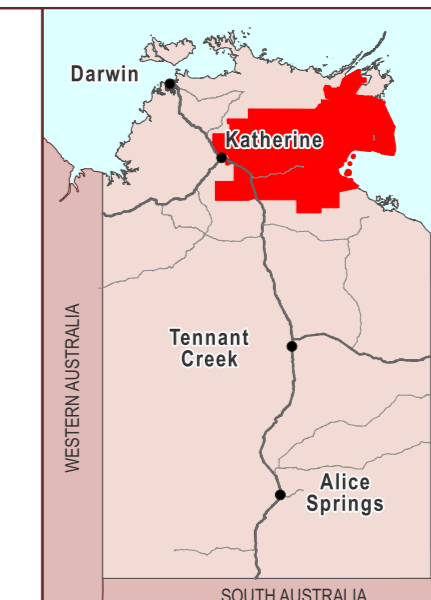 Darwin
Katherine
Tennant
Creek
WESTERN AUSTRALIA
Alice
Springs
SOUTH AUSTRALIA